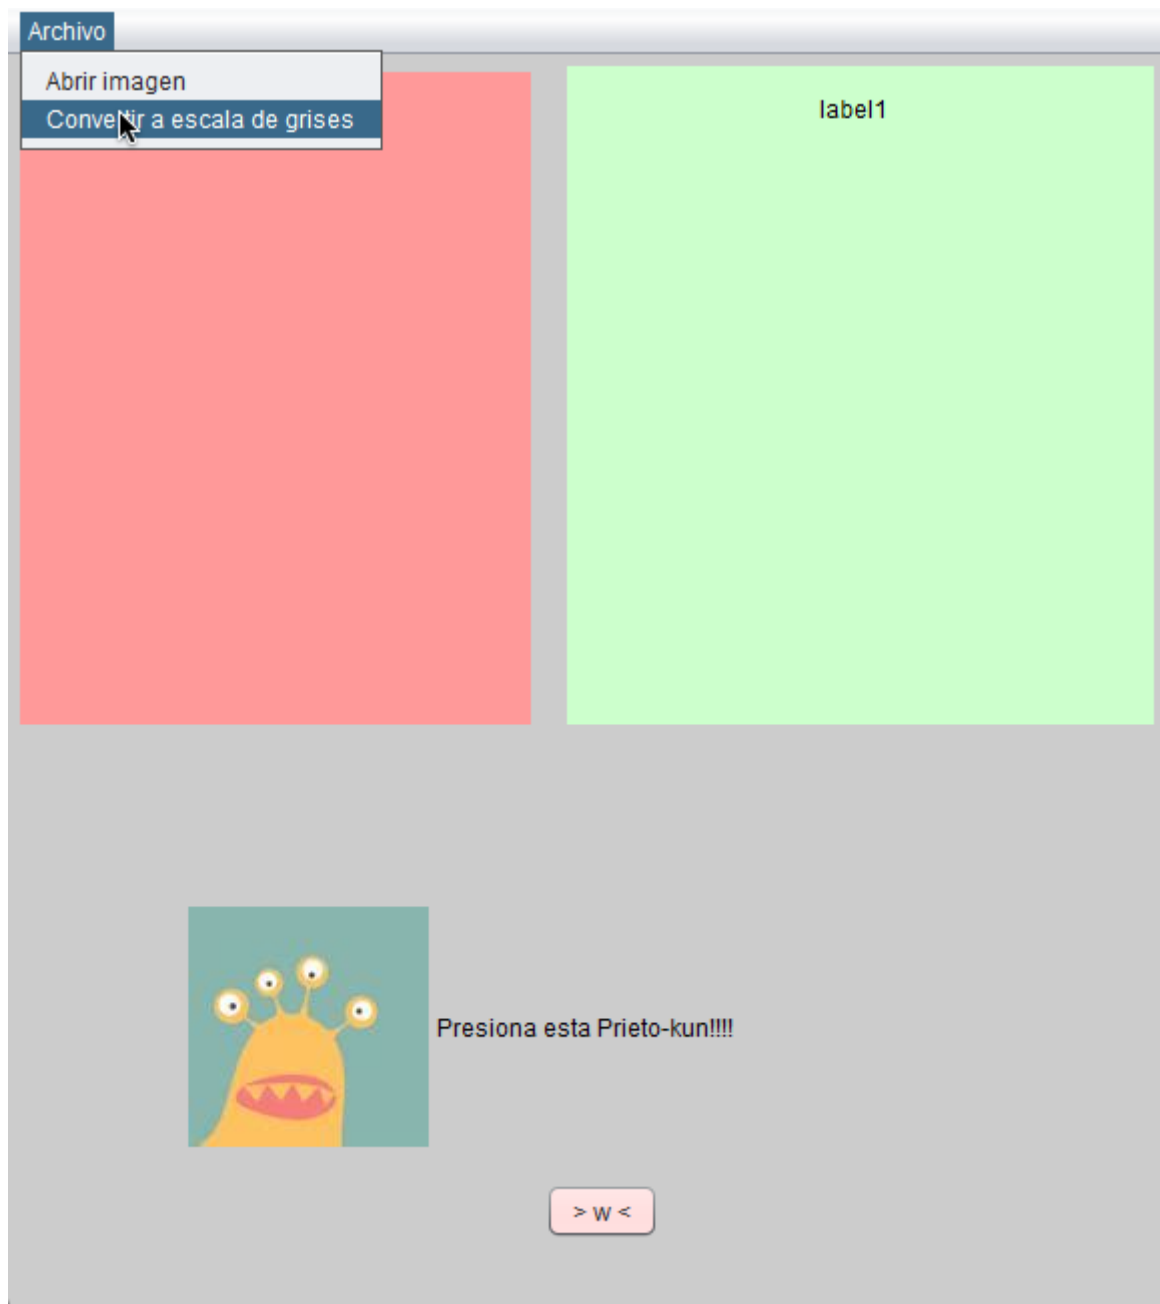 Archivo
Abrir imagen
Convertir a escala de grises
label1
Presiona esta Prieto-kun!!!!
> w <